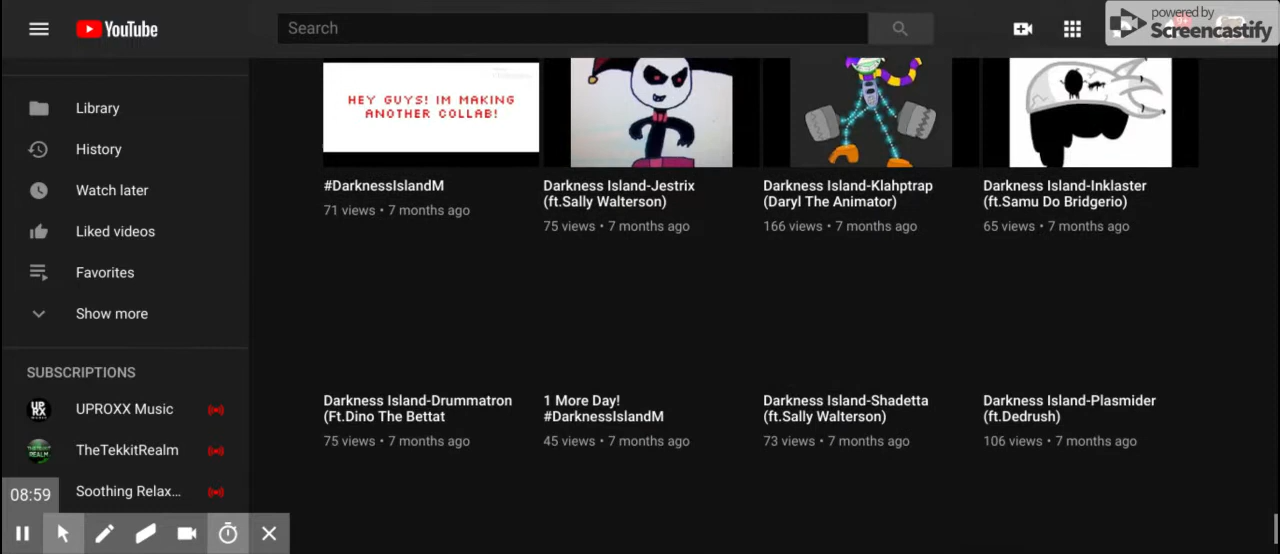 YouTube
Search
powered by
Screencastify
9+
Library
History
Watch later
Liked videos
Favorites
Show more
SUBSCRIPTIONS
UPROXX Music
TheTekkitRealm
Soothing Relax...
08:59
HEY GUYS! IM MAKING
ANOTHER COLLAB!
#DarknessIslandM
71 views • 7 months ago
Darkness Island-Jestrix
(ft.Sally Walterson)
75 views • 7 months ago
Darkness Island-Klahptrap
(Daryl The Animator)
166 views • 7 months ago
Darkness Island-Inklaster
(ft.Samu Do Bridgerio)
65 views • 7 months ago
Darkness Island-Drummatron
(Ft.Dino The Bettat
75 views • 7 months ago
1 More Day!
#DarknessIslandM
45 views • 7 months ago
Darkness Island-Shadetta
(ft.Sally Walterson)
73 views • 7 months ago
Darkness Island-Plasmider
(ft.Dedrush)
106 views • 7 months ago